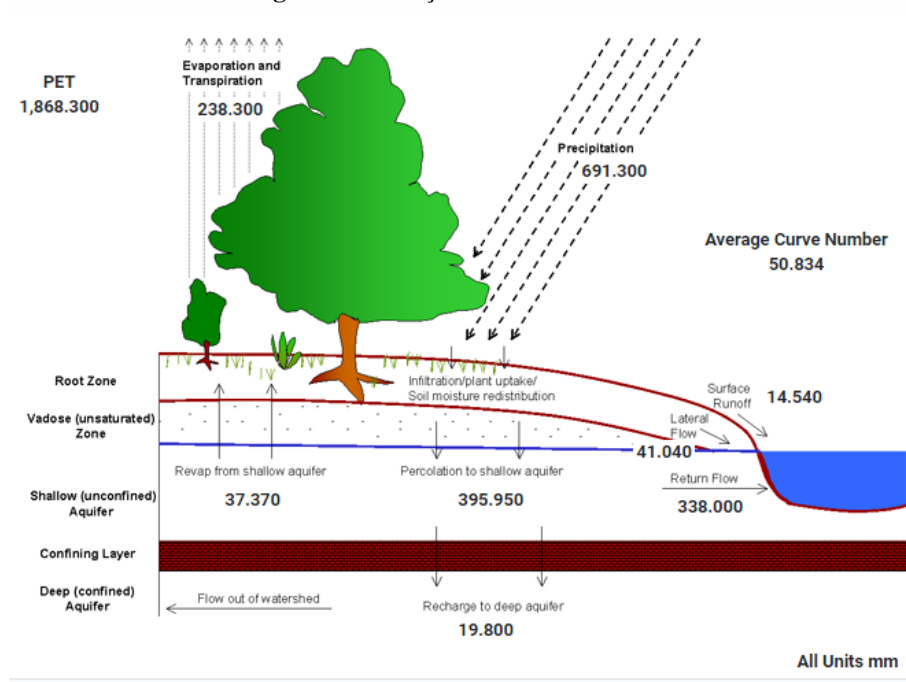 PET
1,868.300
Evaporation and
Transpiration
238.300
Precipitation
691.300
Average Curve Number
50.834
Root Zone
Infiltration/plant uptake/
Soil moisture redistribution
Surface
Runoff
14.540
Vadose (unsaturated)
Zone
Lateral
Flow
41.040
Revap from shallow aquifer
37.370
Percolation to shallow aquifer
395.950
Return Flow
338.000
Shallow (unconfined)
Aquifer
Confining Layer
Deep (confined)
Aquifer
Flow out of watershed
Recharge to deep aquifer
19.800
All Units mm